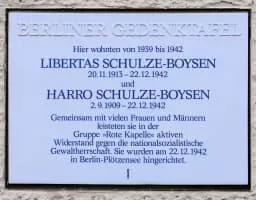 BERLINER GEDENKTAFEL
Hier wohnten von 1939 bis 1942
LIBERTAS SCHULZE-BOYSEN
20.11.1913 – 22.12.1942
und
HARRO SCHULZE-BOYSEN
2.9.1909 – 22.12.1942
Gemeinsam mit vielen Frauen und Männern
leisteten sie in der
Gruppe »Rote Kapelle« aktiven
Widerstand gegen die nationalsozialistische
Gewaltherrschaft. Sie wurden am 22.12.1942
in Berlin-Plötzensee hingerichtet.